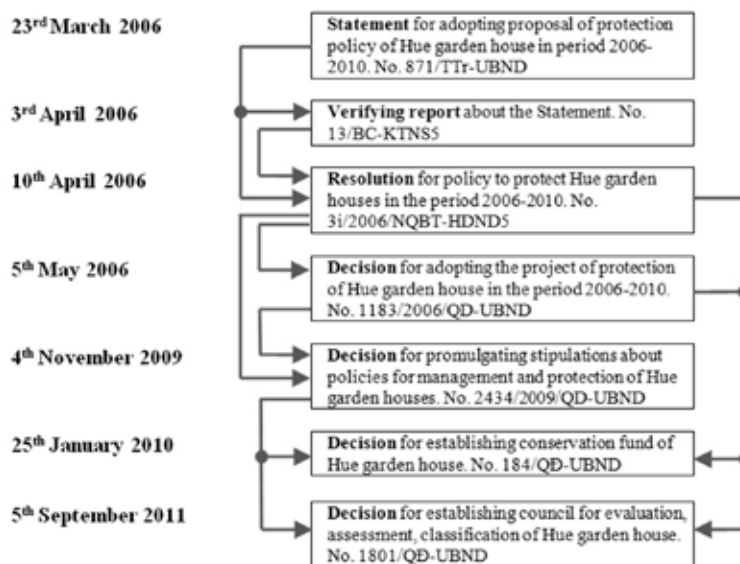 23rd March 2006
Statement for adopting proposal of protection
policy of Hue garden house in period 2006-
2010. No. 871/TTr-UBND
3rd April 2006
Verifying report about the Statement. No.
13/BC-KTNS5
10th April 2006
Resolution for policy to protect Hue garden
houses in the period 2006-2010. No.
3i/2006/NQBT-HDND5
5th May 2006
Decision for adopting the project of protection
of Hue garden house in the period 2006-2010.
No. 1183/2006/QD-UBND
4th November 2009
Decision for promulgating stipulations about
policies for management and protection of Hue
garden houses. No. 2434/2009/QD-UBND
25th January 2010
Decision for establishing conservation fund of
Hue garden house. No. 184/QĐ-UBND
5th September 2011
Decision for establishing council for evaluation,
assessment, classification of Hue garden house.
No. 1801/QĐ-UBND